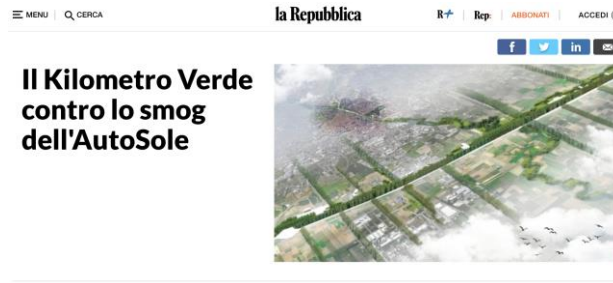 MENU CERCA la Repubblica R+ Rep: ABBONATI ACCEDI
f in
Il Kilometro Verde
contro lo smog
dell'AutoSole